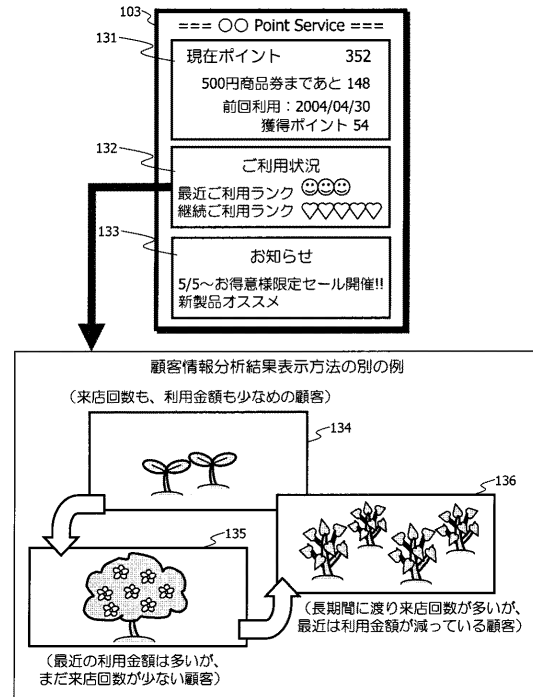 103
=== ○○ Point Service ===
131
現在ポイント 352
500円商品券まであと 148
前回利用：2004/04/30
獲得ポイント 54
132
ご利用状況
最近ご利用ランク ☺☺☺
継続ご利用ランク ♡♡♡♡♡
133
お知らせ
5/5～お得意様限定セール開催!!
新製品オススメ
顧客情報分析結果表示方法の別の例
（来店回数も、利用金額も少なめの顧客）
134
136
135
（長期間に渡り来店回数が多いが、
最近は利用金額が減っている顧客）
（最近の利用金額は多いが、
まだ来店回数が少ない顧客）